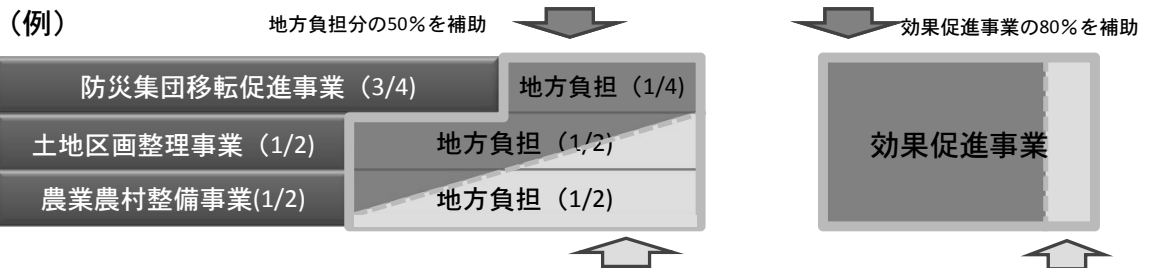 (例)
地方負担分の50%を補助
効果促進事業の80%を補助
防災集団移転促進事業(3/4)
地方負担(1/4)
土地区画整理事業(1/2)
地方負担(1/2)
効果促進事業
農業農村整備事業(1/2)
地方負担(1/2)